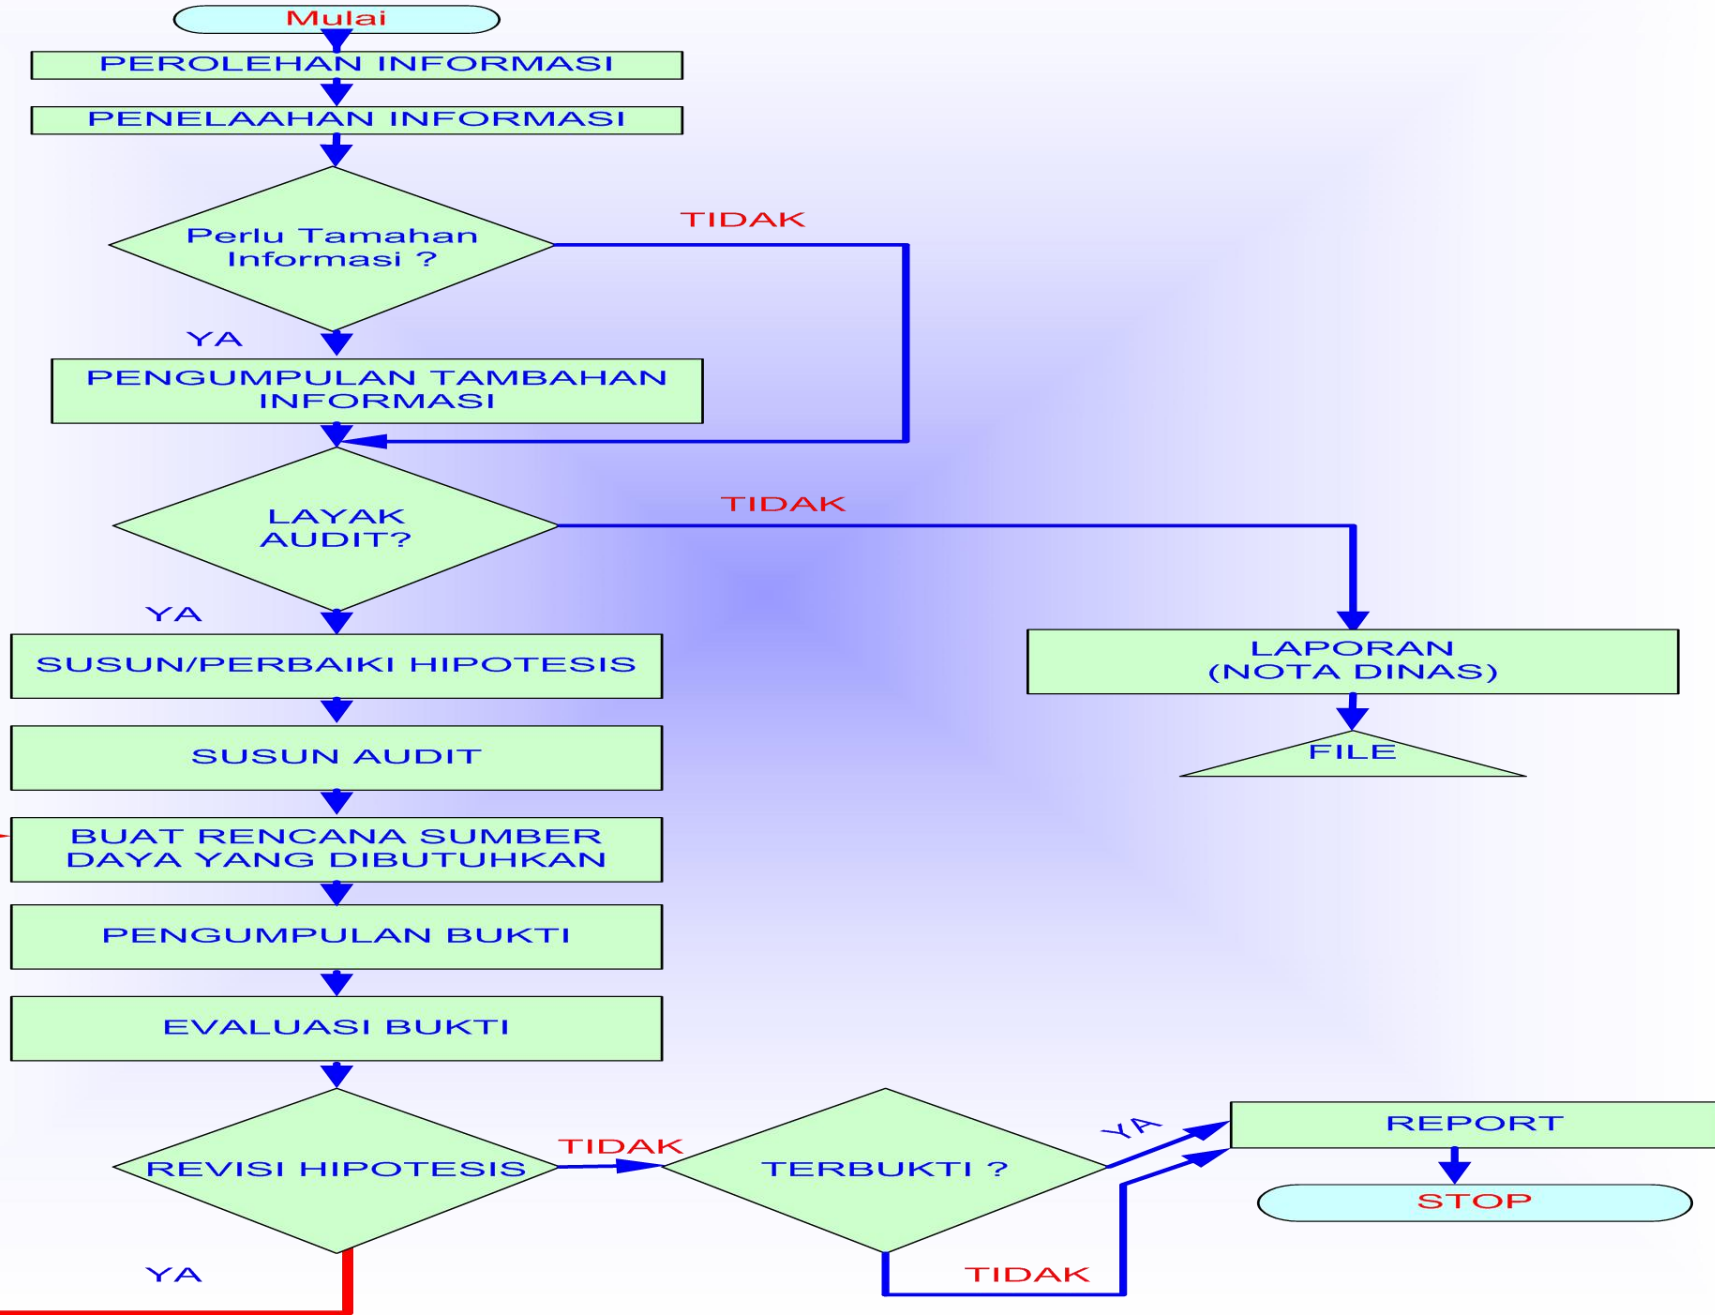 Mulai
PEROLEHAN INFORMASI
PENELAAHAN INFORMASI
Perlu Tamahan
Informasi ?
TIDAK
YA
PENGUMPULAN TAMBAHAN
INFORMASI
LAYAK
AUDIT?
TIDAK
YA
SUSUN/PERBAIKI HIPOTESIS
LAPORAN
(NOTA DINAS)
SUSUN AUDIT
FILE
BUAT RENCANA SUMBER
DAYA YANG DIBUTUHKAN
PENGUMPULAN BUKTI
EVALUASI BUKTI
REVISI HIPOTESIS
TIDAK
TERBUKTI ?
YA
REPORT
STOP
YA
TIDAK